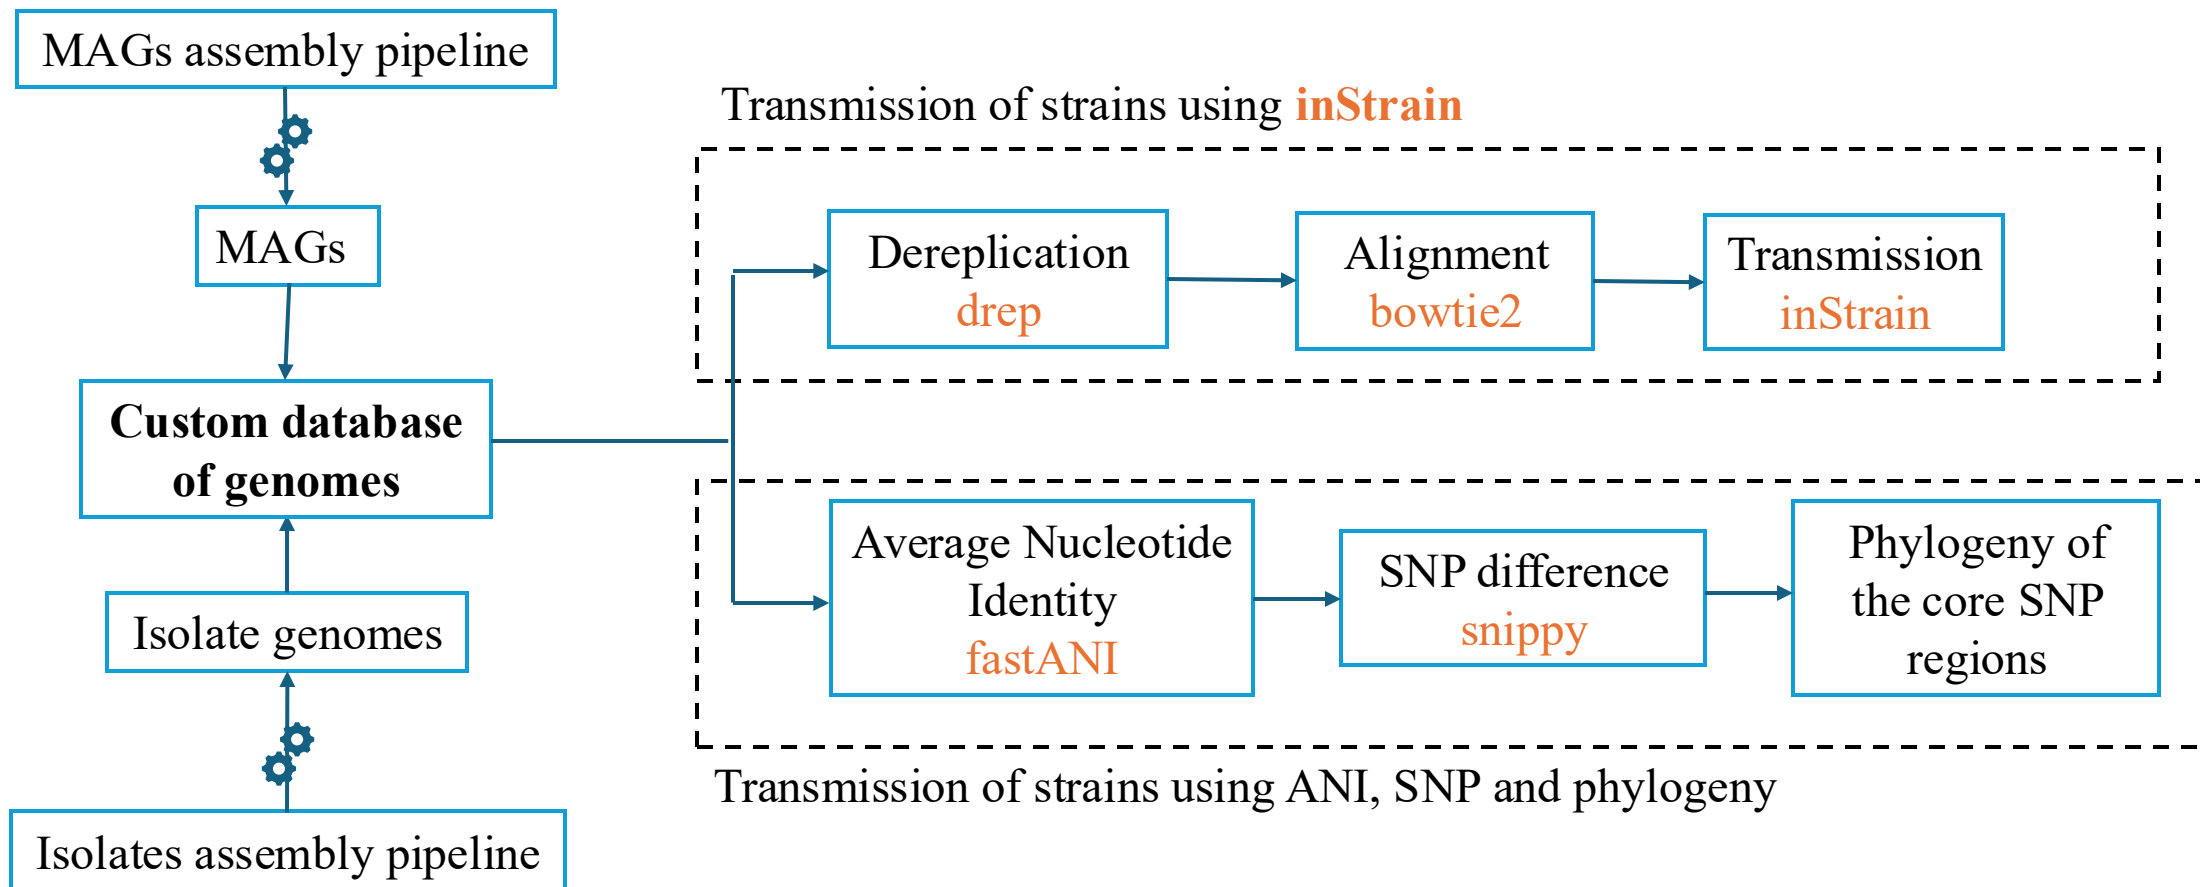 MAGs assembly pipeline
MAGs
Custom database
of genomes
Isolate genomes
Isolates assembly pipeline
Transmission of strains using inStrain
Dereplication
drep
Alignment
bowtie2
Transmission
inStrain
Average Nucleotide
Identity
fastANI
SNP difference
snippy
Phylogeny of
the core SNP
regions
Transmission of strains using ANI, SNP and phylogeny